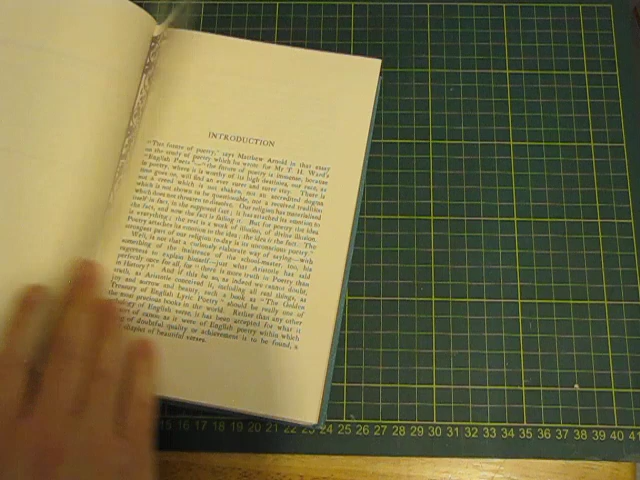 INTRODUCTION
"The future of poetry," says Matthew Arnold in that essay
on the study of poetry which he wrote for Mr T. H. Ward's
"English Poets"—"the future of poetry is immense, because
in poetry, where it is worthy of its high destinies, our race, as
time goes on, will find an ever surer and surer stay. There is
not a creed which is not shaken, not an accredited dogma
which is not shown to be questionable, not a received tradition
which does not threaten to dissolve. Our religion has materialised
itself in fact, in the supposed fact; it has attached its emotion to
the fact, and now the fact is failing it. But for poetry the idea
is everything; the rest is a world of illusion, of divine illusion.
Poetry attaches its emotion to the idea; the idea is the fact. The
strongest part of our religion to-day is its unconscious poetry."
Well, is not that a curiously elaborate way of saying—with
something of the insistence of the school-master, too, his
eagerness to explain himself—just what Aristotle has said
perfectly once for all, for "there is more truth in Poetry than
in History"? And if this be so, as indeed we cannot doubt,
truth, as Aristotle conceived it, including all real things, as
joy and sorrow and beauty, such a book as "The Golden
Treasury of English Lyric Poetry" should be really one of
the most precious books in the world. Rather than any other
anthology of English verse, it has been accepted for what it
sort of canon, as it were of English poetry within which
of doubtful quality or achievement is to be found, a
chaplet of beautiful verses.
15 16 17 18 19 20 21 22 23 24 25 26 27 28 29 30 31 32 33 34 35 36 37 38 39 40 41